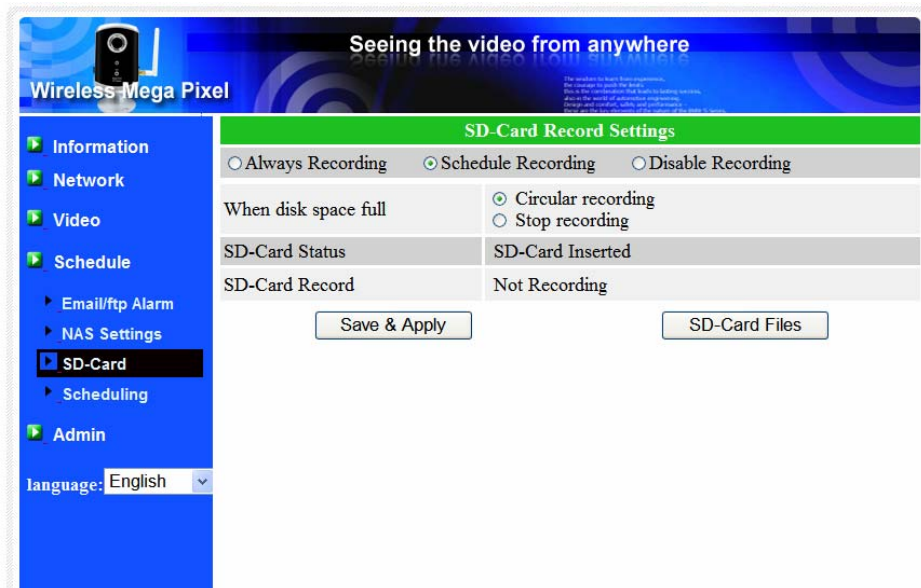 Seeing the video from anywhere
Wireless Mega Pixel
Information
Network
Video
Schedule
Email/ftp Alarm
NAS Settings
SD-Card
Scheduling
Admin
language: English
SD-Card Record Settings
Always Recording Schedule Recording Disable Recording
When disk space full
Circular recording
Stop recording
SD-Card Status SD-Card Inserted
SD-Card Record Not Recording
Save & Apply SD-Card Files